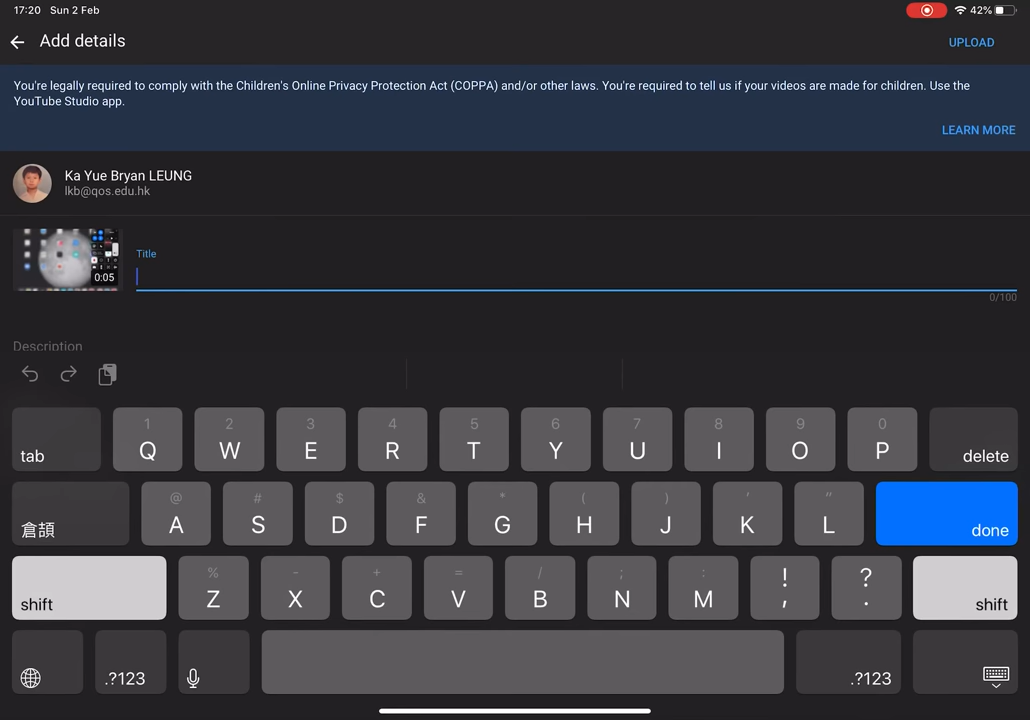 17:20 Sun 2 Feb
42%
Add details
UPLOAD
You're legally required to comply with the Children's Online Privacy Protection Act (COPPA) and/or other laws. You're required to tell us if your videos are made for children. Use the
YouTube Studio app.
LEARN MORE
Ka Yue Bryan LEUNG
lkb@qos.edu.hk
Title
0:05
0/100
Description
1 2 3 4 5 6 7 8 9 0
tab Q W E R T Y U I O P delete
@ # $ & * ( ) ' "
倉頡 A S D F G H J K L done
% - + = / ; : ! ?
shift Z X C V B N M , . shift
.?123 .?123